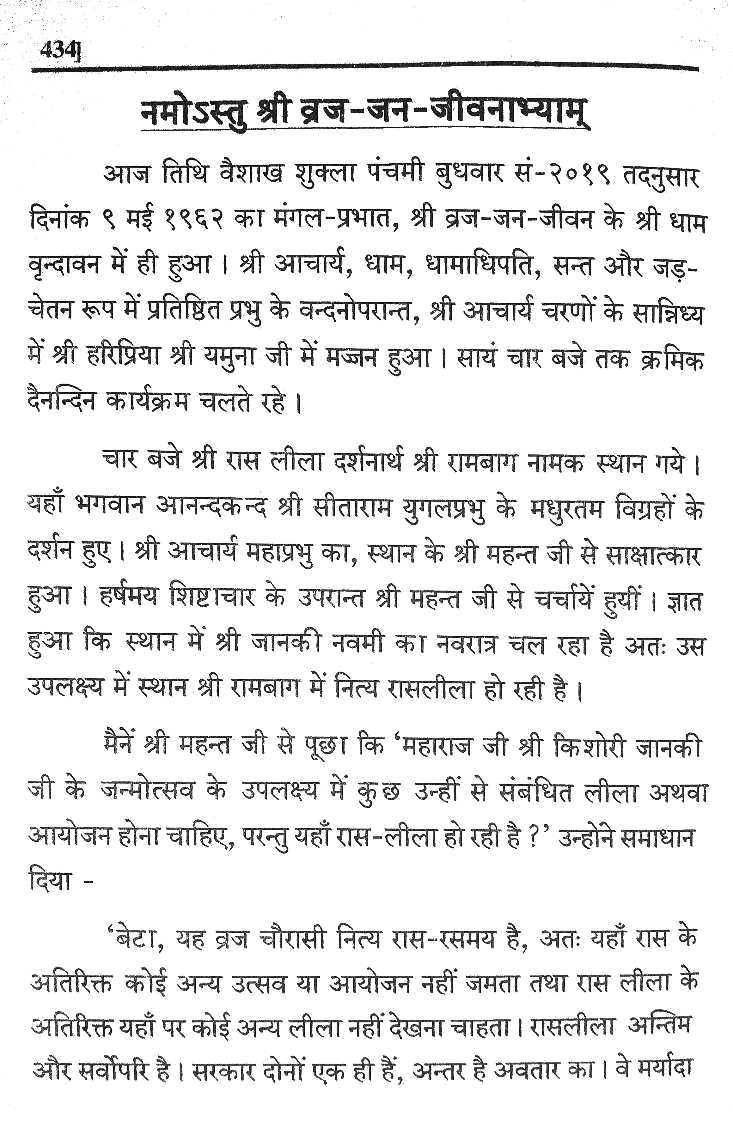 434]
नमोऽस्तु श्री व्रज-जन-जीवनाभ्याम्
आज तिथि वैशाख शुक्ला पंचमी बुधवार सं-२०१९ तदनुसार
दिनांक ९ मई १९६२ का मंगल-प्रभात, श्री व्रज-जन-जीवन के श्री धाम
वृन्दावन में ही हुआ । श्री आचार्य, धाम, धामाधिपति, सन्त और जड़-
चेतन रूप में प्रतिष्ठित प्रभु के वन्दनोपरान्त, श्री आचार्य चरणों के सान्निध्य
में श्री हरिप्रिया श्री यमुना जी में मज्जन हुआ । सायं चार बजे तक क्रमिक
दैनन्दिन कार्यक्रम चलते रहे ।
चार बजे श्री रास लीला दर्शनार्थ श्री रामबाग नामक स्थान गये ।
यहाँ भगवान आनन्दकन्द श्री सीताराम युगलप्रभु के मधुरतम विग्रहों के
दर्शन हुए । श्री आचार्य महाप्रभु का, स्थान के श्री महन्त जी से साक्षात्कार
हुआ । हर्षमय शिष्टाचार के उपरान्त श्री महन्त जी से चर्चायें हुयीं । ज्ञात
हुआ कि स्थान में श्री जानकी नवमी का नवरात्र चल रहा है अतः उस
उपलक्ष्य में स्थान श्री रामबाग में नित्य रासलीला हो रही है ।
मैनें श्री महन्त जी से पूछा कि ‘महाराज जी श्री किशोरी जानकी
जी के जन्मोत्सव के उपलक्ष्य में कुछ उन्हीं से संबंधित लीला अथवा
आयोजन होना चाहिए, परन्तु यहाँ रास-लीला हो रही है ?’ उन्होंने समाधान
दिया -
‘बेटा, यह व्रज चौरासी नित्य रास-रसमय है, अतः यहाँ रास के
अतिरिक्त कोई अन्य उत्सव या आयोजन नहीं जमता तथा रास लीला के
अतिरिक्त यहाँ पर कोई अन्य लीला नहीं देखना चाहता । रासलीला अन्तिम
और सर्वोपरि है । सरकार दोनों एक ही हैं, अन्तर है अवतार का । वे मर्यादा